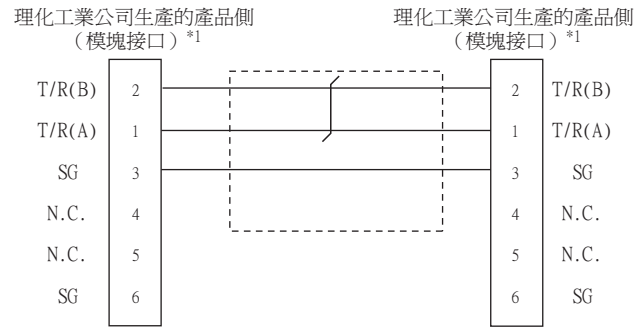 理化工業公司生產的產品側 理化工業公司生產的產品側
（模塊接口）*1 （模塊接口）*1
T/R(B) 2 2 T/R(B)
T/R(A) 1 1 T/R(A)
SG 3 3 SG
N.C. 4 4 N.C.
N.C. 5 5 N.C.
SG 6 6 SG